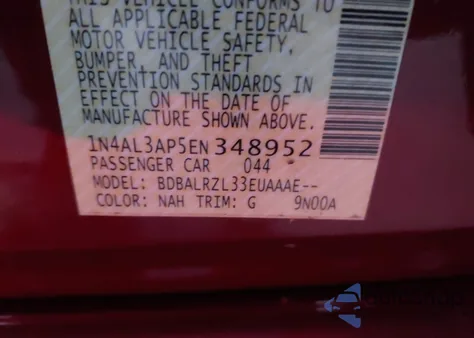 THIS VEHICLE CONFORMS TO
ALL APPLICABLE FEDERAL
MOTOR VEHICLE SAFETY,
BUMPER, AND THEFT
PREVENTION STANDARDS IN
EFFECT ON THE DATE OF
MANUFACTURE SHOWN ABOVE.
1N4AL3AP5EN348952
PASSENGER CAR 044
MODEL: BDBALRZL33EUAAAE--
COLOR: NAH TRIM: G 9N00A